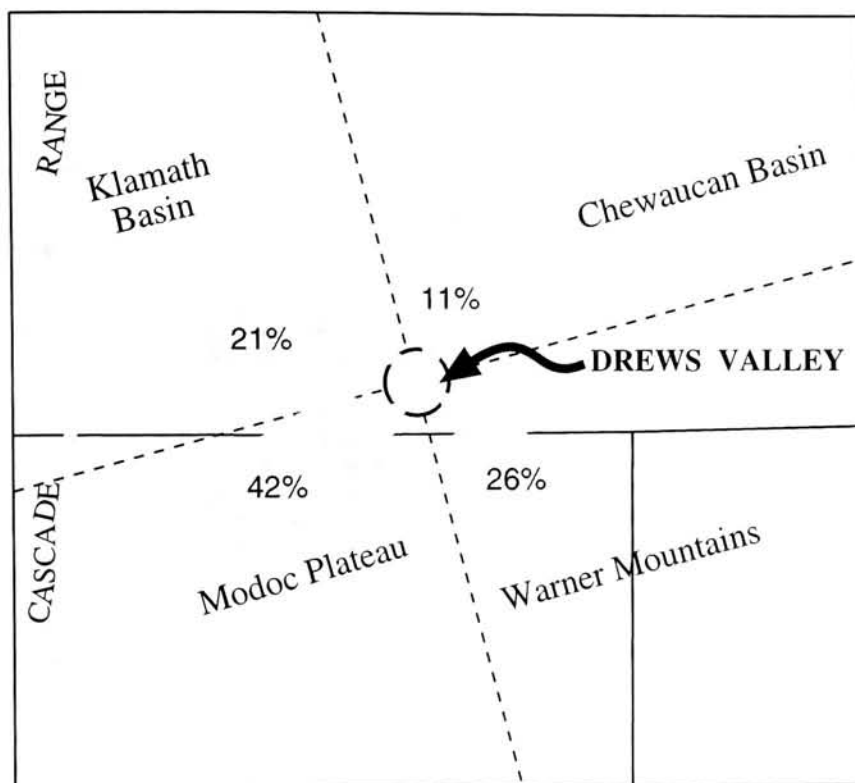 RANGE
Klamath
Basin
Chewaucan Basin
11%
21%
DREWS VALLEY
42%
26%
CASCADE
Modoc Plateau
Warner Mountains